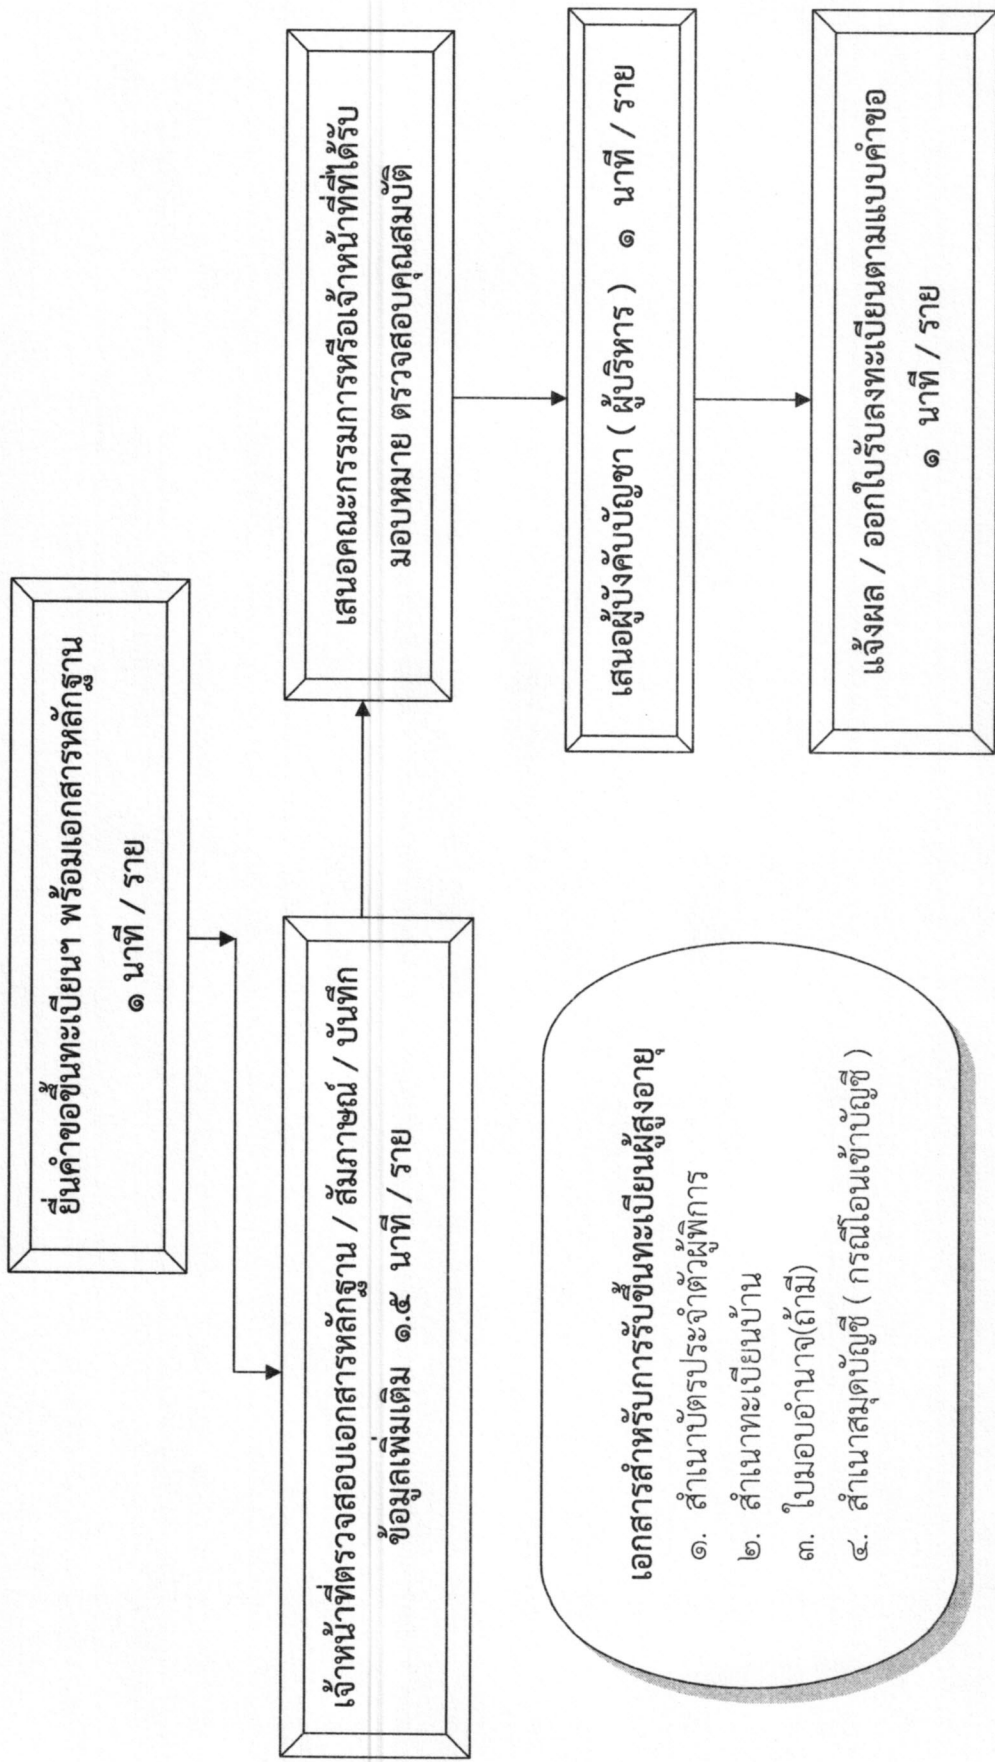 ยื่นคำขอขึ้นทะเบียนฯ พร้อมเอกสารหลักฐาน
๑ นาที / ราย
เจ้าหน้าที่ตรวจสอบเอกสารหลักฐาน / สัมภาษณ์ / บันทึก
ข้อมูลเพิ่มเติม ๑.๕ นาที / ราย
เสนอคณะกรรมการหรือเจ้าหน้าที่ที่ได้รับ
มอบหมาย ตรวจสอบคุณสมบัติ
เสนอผู้บังคับบัญชา ( ผู้บริหาร ) ๑ นาที / ราย
แจ้งผล / ออกใบรับลงทะเบียนตามแบบคำขอ
๑ นาที / ราย
เอกสารสำหรับการรับขึ้นทะเบียนผู้สูงอายุ
๑. สำเนาบัตรประจำตัวผู้พิการ
๒. สำเนาทะเบียนบ้าน
๓. ใบมอบอำนาจ(ถ้ามี)
๔. สำเนาสมุดบัญชี ( กรณีโอนเข้าบัญชี )